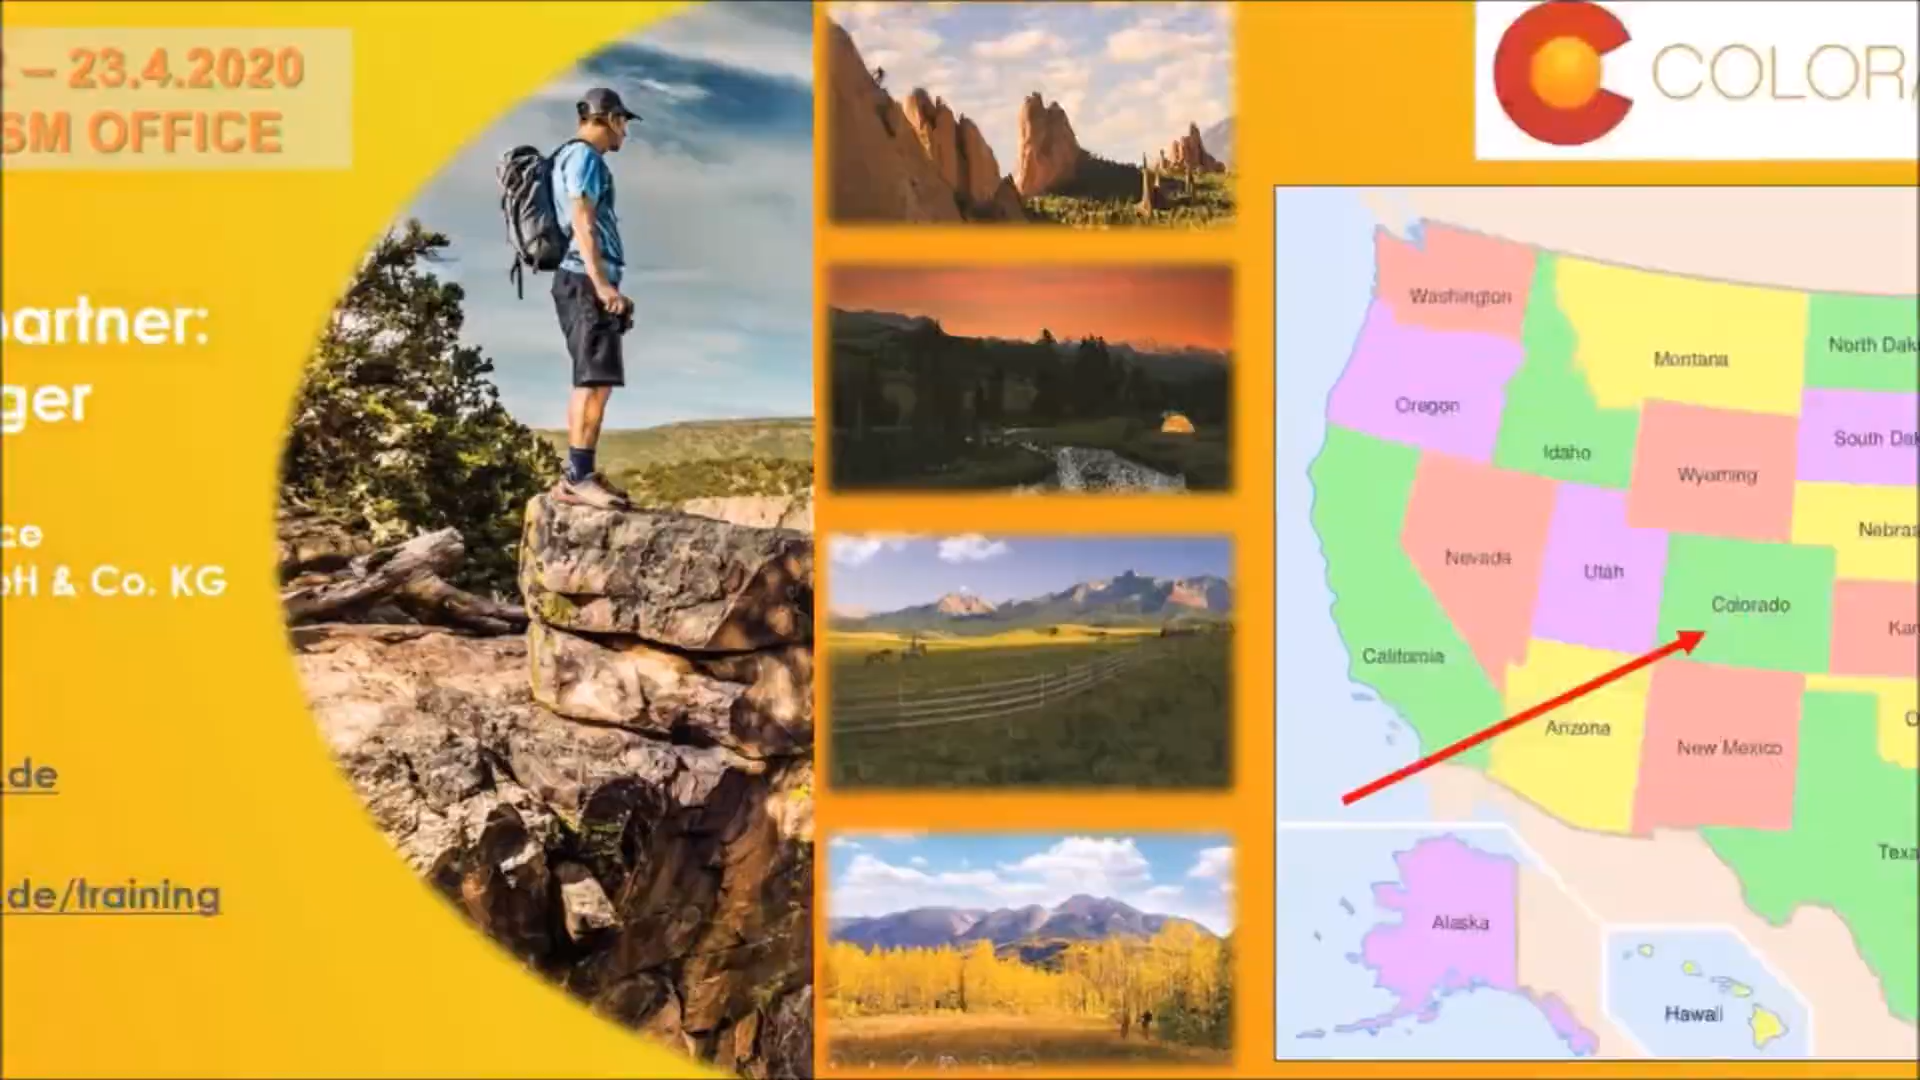 – 23.4.2020
SM OFFICE
artner:
ger
ce
H & Co. KG
.de
.de/training
COLOR
Washington
Montana
North Dak
Oregon
Idaho
South Dak
Wyoming
Nebras
Nevada
Utah
Colorado
Kan
California
Arizona
New Mexico
Texa
Alaska
Hawaii